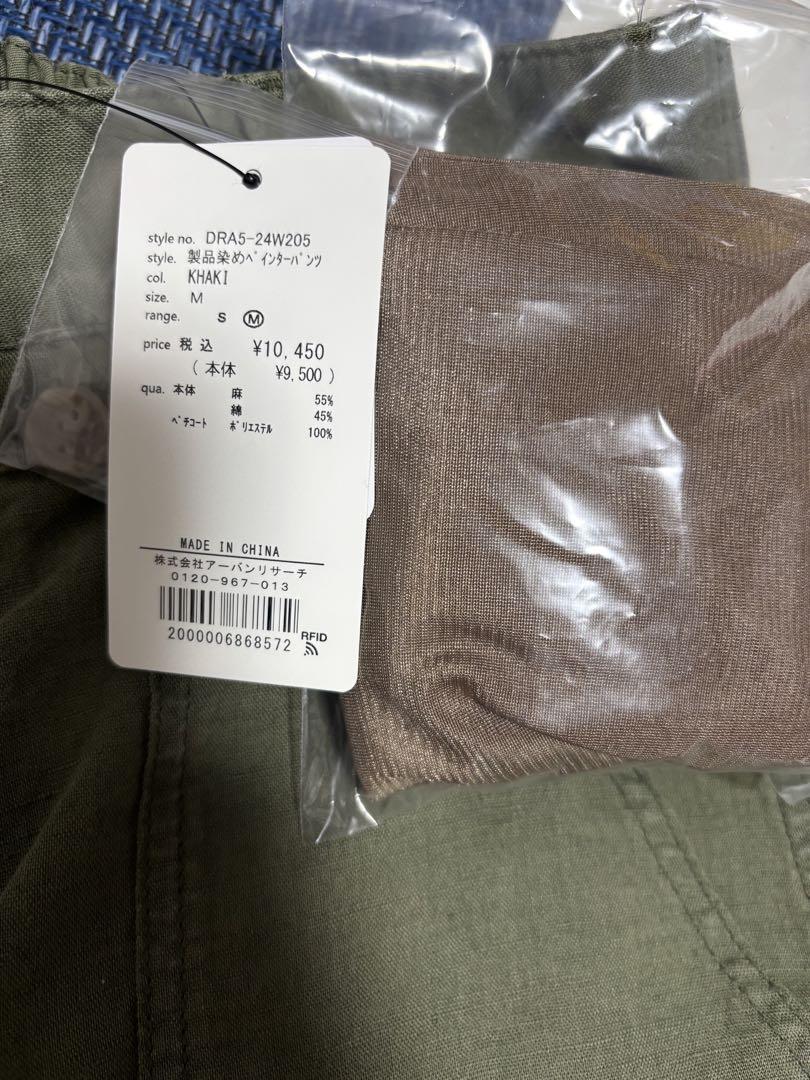 style no. DRA5-24W205
style. 製品染めﾍﾟｲﾝﾀｰﾊﾟﾝﾂ
col. KHAKI
size. M
range. S Ⓜ
price 税込 ¥10,450
( 本体 ¥9,500 )
qua. 本体 麻 55%
綿 45%
ﾍﾟﾁｺｰﾄ ﾎﾟﾘｴｽﾃﾙ 100%
MADE IN CHINA
株式会社アーバンリサーチ
0120-967-013
2000006868572
RFID